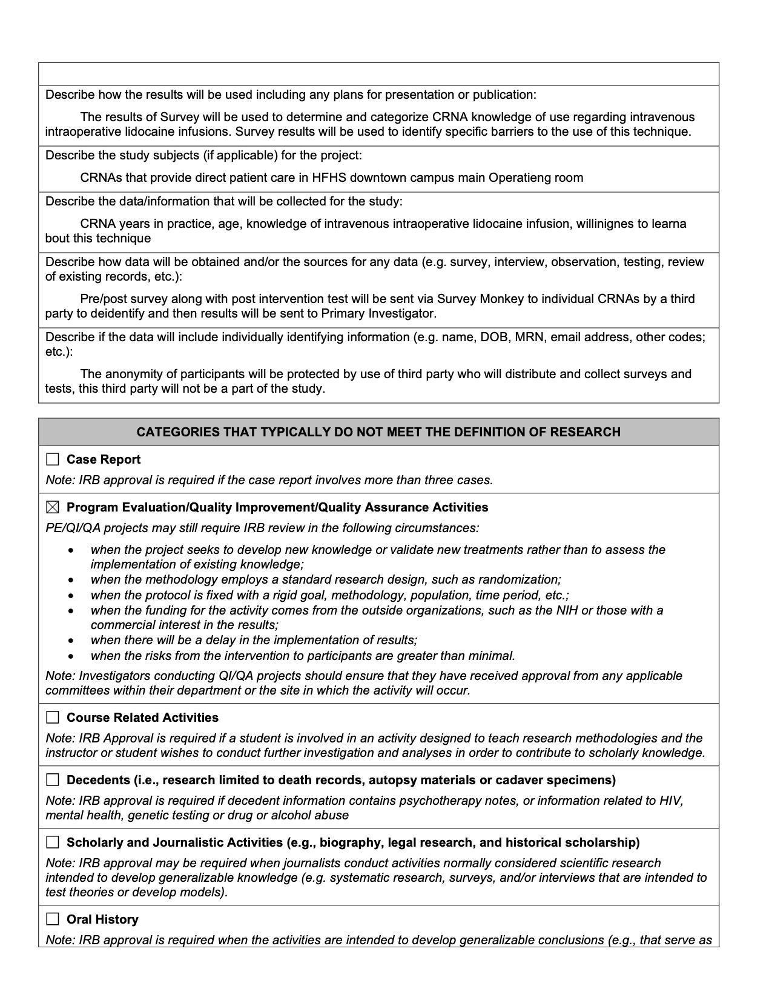 Describe how the results will be used including any plans for presentation or publication:
The results of Survey will be used to determine and categorize CRNA knowledge of use regarding intravenous
intraoperative lidocaine infusions. Survey results will be used to identify specific barriers to the use of this technique.
Describe the study subjects (if applicable) for the project:
CRNAs that provide direct patient care in HFHS downtown campus main Operatieng room
Describe the data/information that will be collected for the study:
CRNA years in practice, age, knowledge of intravenous intraoperative lidocaine infusion, willinignes to learna
bout this technique
Describe how data will be obtained and/or the sources for any data (e.g. survey, interview, observation, testing, review
of existing records, etc.):
Pre/post survey along with post intervention test will be sent via Survey Monkey to individual CRNAs by a third
party to deidentify and then results will be sent to Primary Investigator.
Describe if the data will include individually identifying information (e.g. name, DOB, MRN, email address, other codes;
etc.):
The anonymity of participants will be protected by use of third party who will distribute and collect surveys and
tests, this third party will not be a part of the study.
CATEGORIES THAT TYPICALLY DO NOT MEET THE DEFINITION OF RESEARCH
☐ Case Report
Note: IRB approval is required if the case report involves more than three cases.
☒ Program Evaluation/Quality Improvement/Quality Assurance Activities
PE/QI/QA projects may still require IRB review in the following circumstances:
• when the project seeks to develop new knowledge or validate new treatments rather than to assess the
implementation of existing knowledge;
• when the methodology employs a standard research design, such as randomization;
• when the protocol is fixed with a rigid goal, methodology, population, time period, etc.;
• when the funding for the activity comes from the outside organizations, such as the NIH or those with a
commercial interest in the results;
• when there will be a delay in the implementation of results;
• when the risks from the intervention to participants are greater than minimal.
Note: Investigators conducting QI/QA projects should ensure that they have received approval from any applicable
committees within their department or the site in which the activity will occur.
☐ Course Related Activities
Note: IRB Approval is required if a student is involved in an activity designed to teach research methodologies and the
instructor or student wishes to conduct further investigation and analyses in order to contribute to scholarly knowledge.
☐ Decedents (i.e., research limited to death records, autopsy materials or cadaver specimens)
Note: IRB approval is required if decedent information contains psychotherapy notes, or information related to HIV,
mental health, genetic testing or drug or alcohol abuse
☐ Scholarly and Journalistic Activities (e.g., biography, legal research, and historical scholarship)
Note: IRB approval may be required when journalists conduct activities normally considered scientific research
intended to develop generalizable knowledge (e.g. systematic research, surveys, and/or interviews that are intended to
test theories or develop models).
☐ Oral History
Note: IRB approval is required when the activities are intended to develop generalizable conclusions (e.g., that serve as